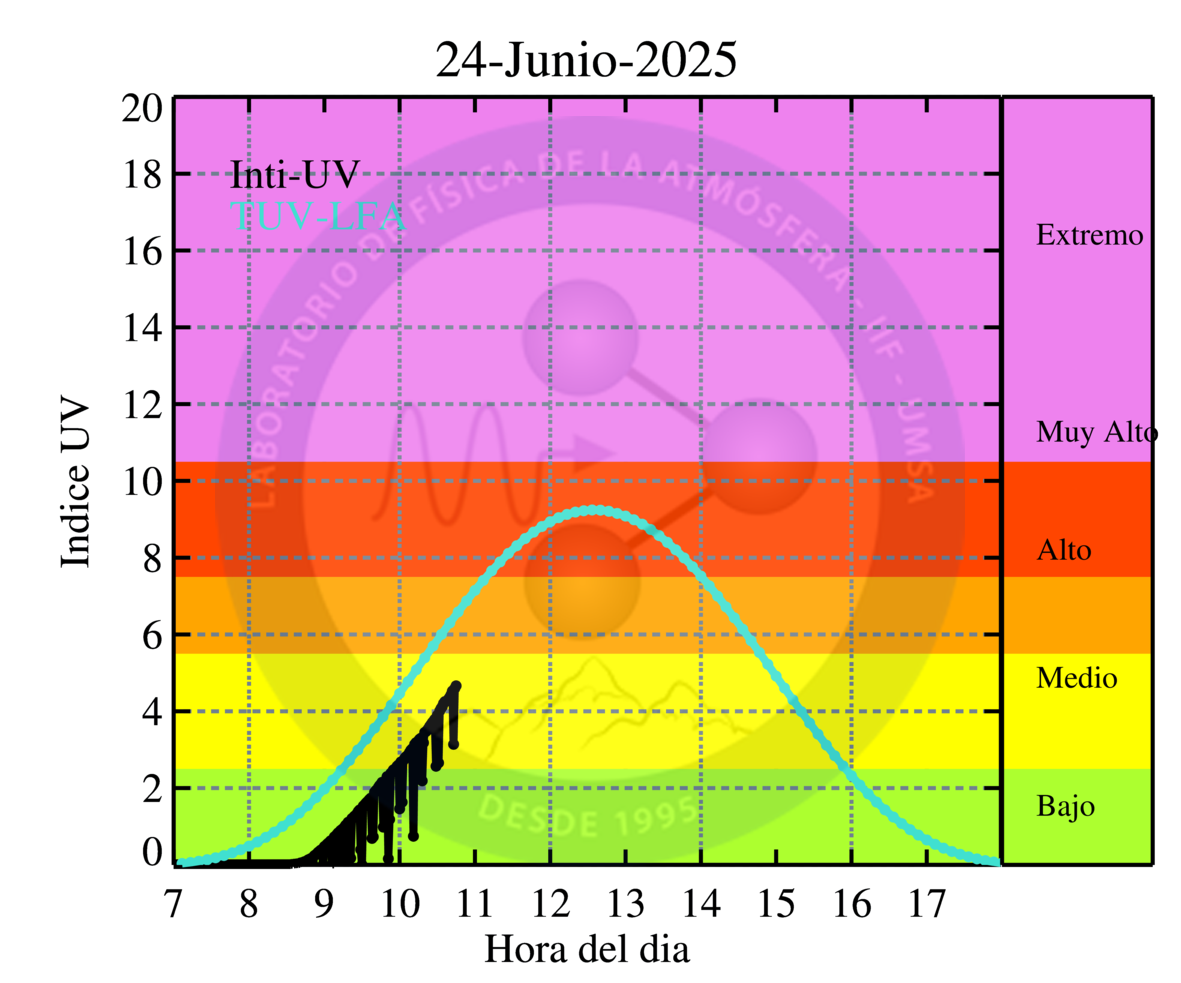 24-Junio-2025
20
18
16
14
12
10
8
6
4
2
0
Indice UV
Inti-UV
TUV-LFA
LABORATORIO DE FÍSICA DE LA ATMÓSFERA - IIF - UMSA
DESDE 1995
Extremo
Muy Alto
Alto
Medio
Bajo
7 8 9 10 11 12 13 14 15 16 17
Hora del dia